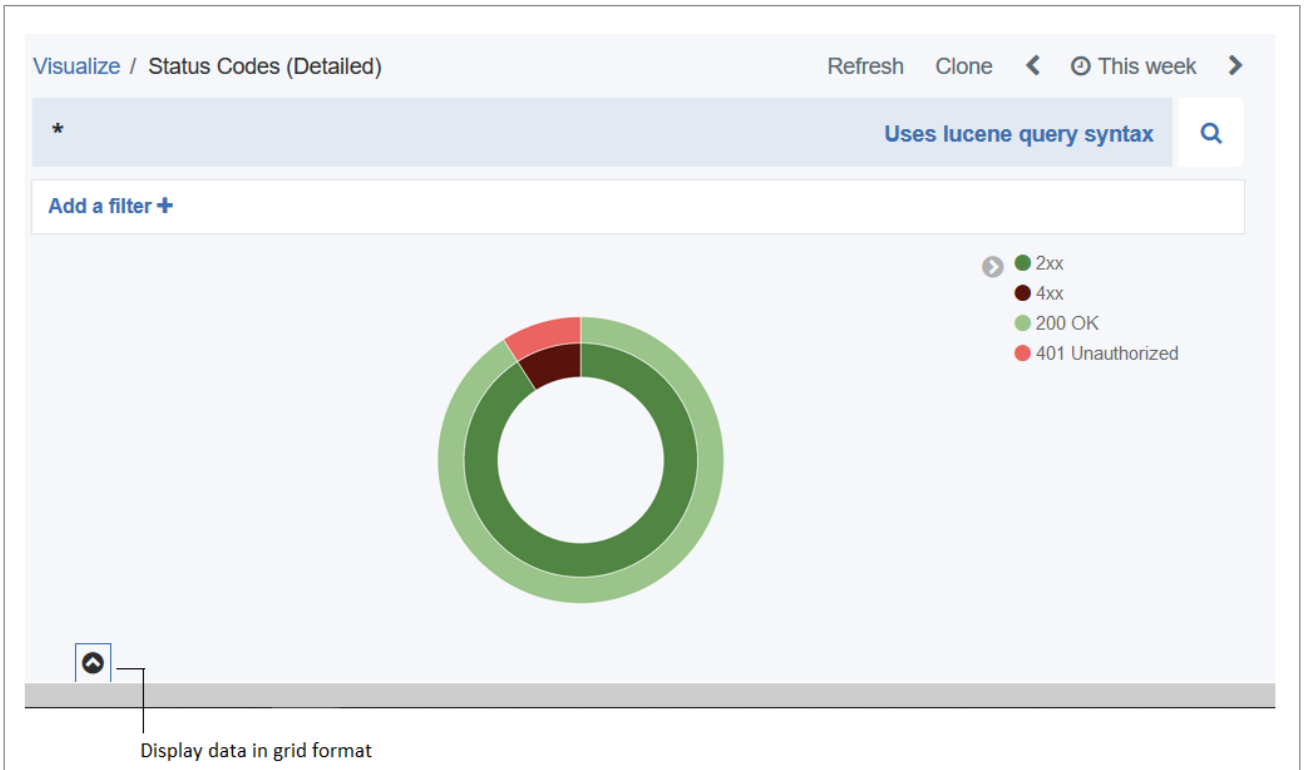 Visualize / Status Codes (Detailed) Refresh Clone This week
* Uses lucene query syntax
Add a filter +
2xx
4xx
200 OK
401 Unauthorized
Display data in grid format